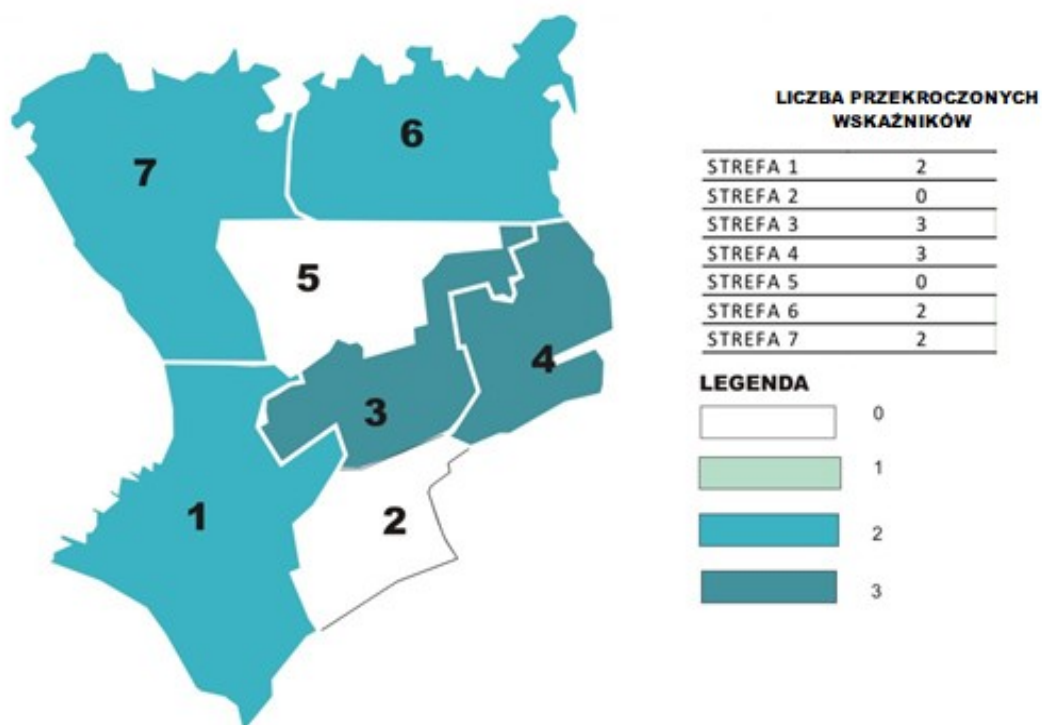 7
6
5
4
3
1
2
LICZBA PRZEKROCZONYCH
WSKAŹNIKÓW
STREFA 1 2
STREFA 2 0
STREFA 3 3
STREFA 4 3
STREFA 5 0
STREFA 6 2
STREFA 7 2
LEGENDA
0
1
2
3